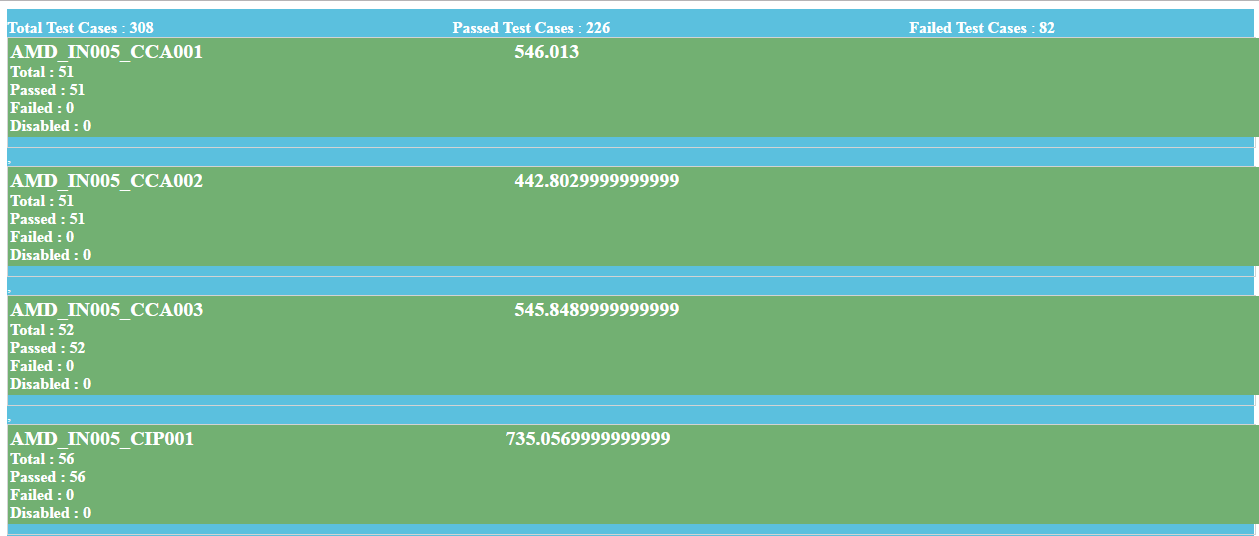 Total Test Cases : 308 Passed Test Cases : 226 Failed Test Cases : 82
AMD_IN005_CCA001 546.013
Total : 51
Passed : 51
Failed : 0
Disabled : 0
,
AMD_IN005_CCA002 442.8029999999999
Total : 51
Passed : 51
Failed : 0
Disabled : 0
,
AMD_IN005_CCA003 545.8489999999999
Total : 52
Passed : 52
Failed : 0
Disabled : 0
,
AMD_IN005_CIP001 735.0569999999999
Total : 56
Passed : 56
Failed : 0
Disabled : 0